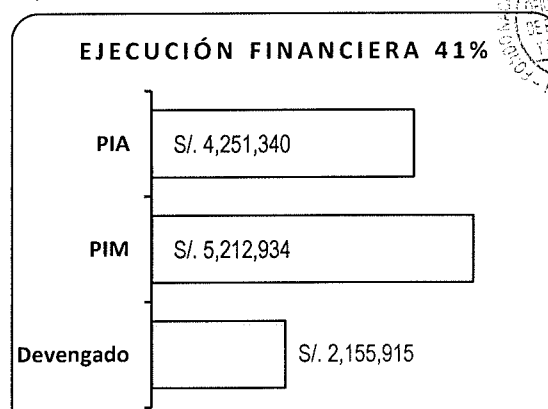 EJECUCIÓN FINANCIERA 41%
PIA S/. 4,251,340
PIM S/. 5,212,934
Devengado S/. 2,155,915